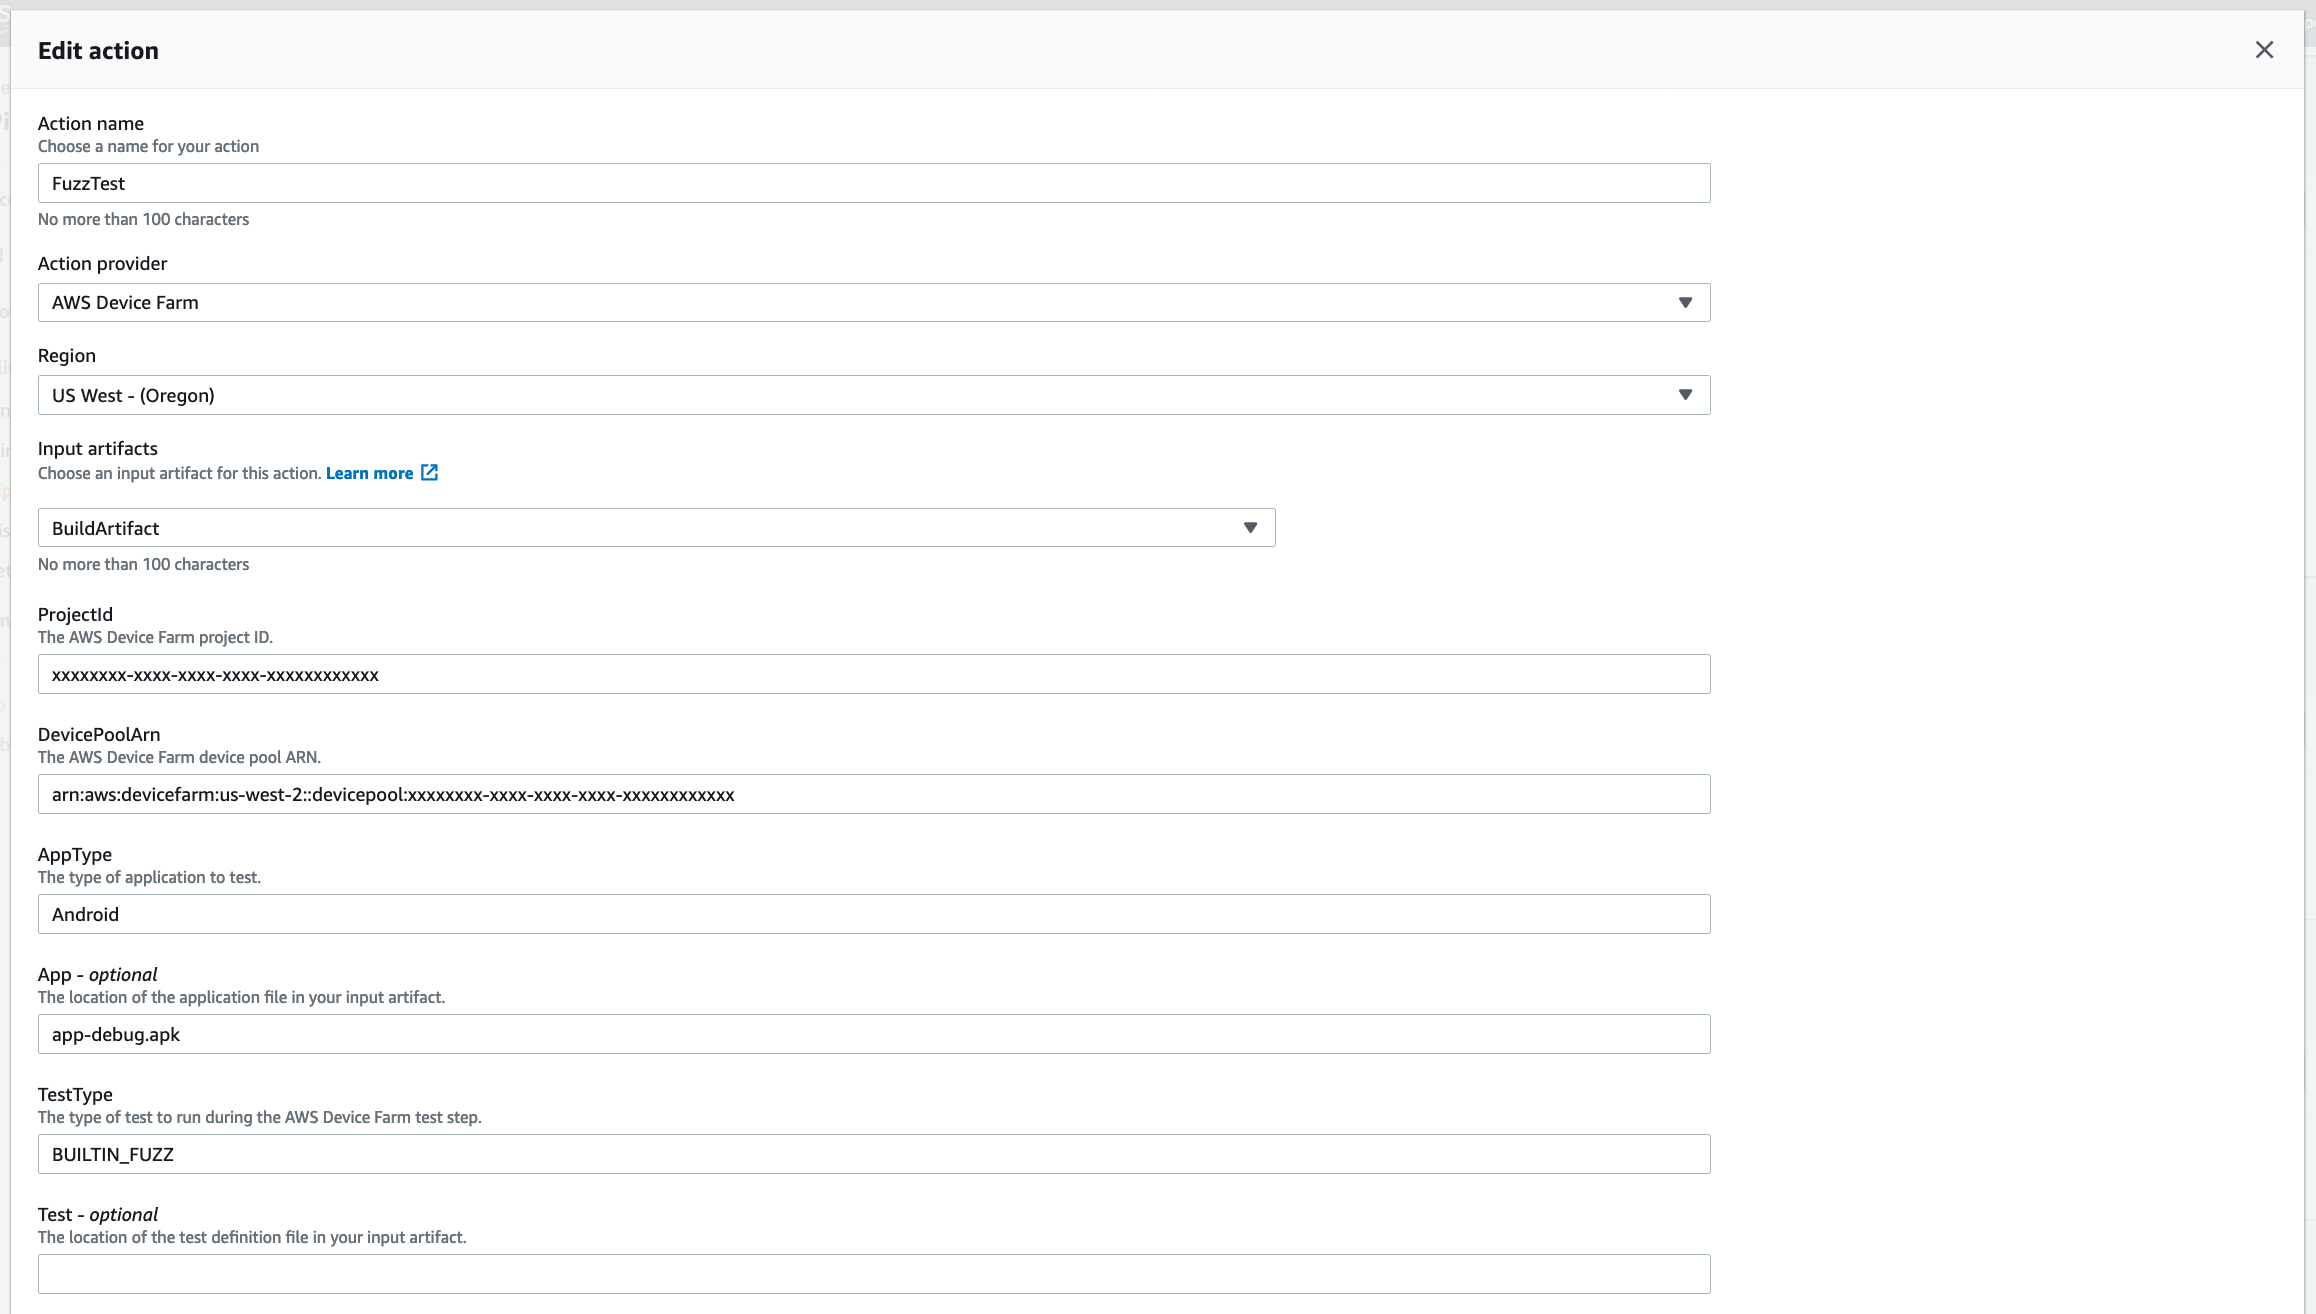 Edit action
Action name
Choose a name for your action
FuzzTest
No more than 100 characters
Action provider
AWS Device Farm
Region
US West - (Oregon)
Input artifacts
Choose an input artifact for this action. Learn more
BuildArtifact
No more than 100 characters
ProjectId
The AWS Device Farm project ID.
xxxxxxxx-xxxx-xxxx-xxxx-xxxxxxxxxxxx
DevicePoolArn
The AWS Device Farm device pool ARN.
arn:aws:devicefarm:us-west-2::devicepool:xxxxxxxx-xxxx-xxxx-xxxx-xxxxxxxxxxxx
AppType
The type of application to test.
Android
App - optional
The location of the application file in your input artifact.
app-debug.apk
TestType
The type of test to run during the AWS Device Farm test step.
BUILTIN_FUZZ
Test - optional
The location of the test definition file in your input artifact.